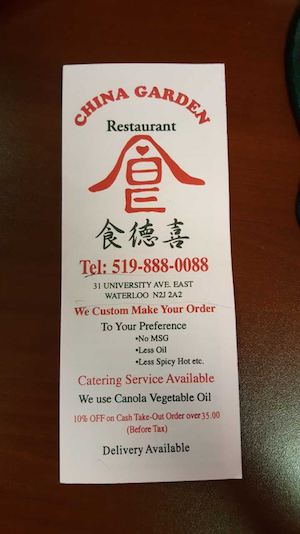 CHINA GARDEN
Restaurant
食德喜
Tel: 519-888-0088
31 UNIVERSITY AVE. EAST
WATERLOO N2J 2A2
We Custom Make Your Order
To Your Preference
•No MSG
•Less Oil
•Less Spicy Hot etc.
Catering Service Available
We use Canola Vegetable Oil
10% OFF on Cash Take-Out Order over 35.00
(Before Tax)
Delivery Available